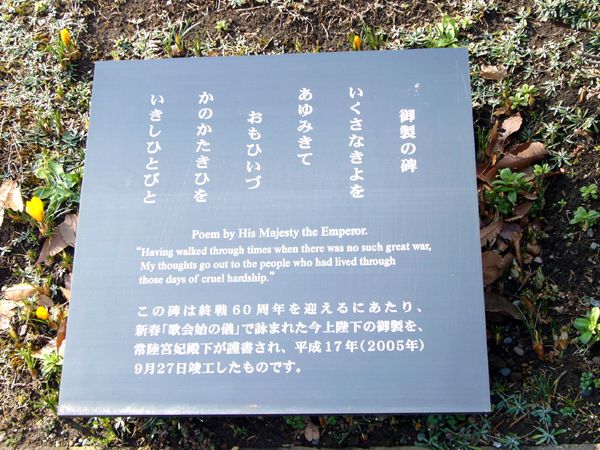 御製の碑
いくさなきよを
あゆみきて
おもひいづ
かのかたきひを
いきしひとびと
Poem by His Majesty the Emperor.
"Having walked through times when there was no such great war,
My thoughts go out to the people who had lived through
those days of cruel hardship."
この碑は終戦60周年を迎えるにあたり、
新春「歌会始の儀」で詠まれた今上陛下の御製を、
常陸宮妃殿下が謹書され、平成17年(2005年)
9月27日竣工したものです。